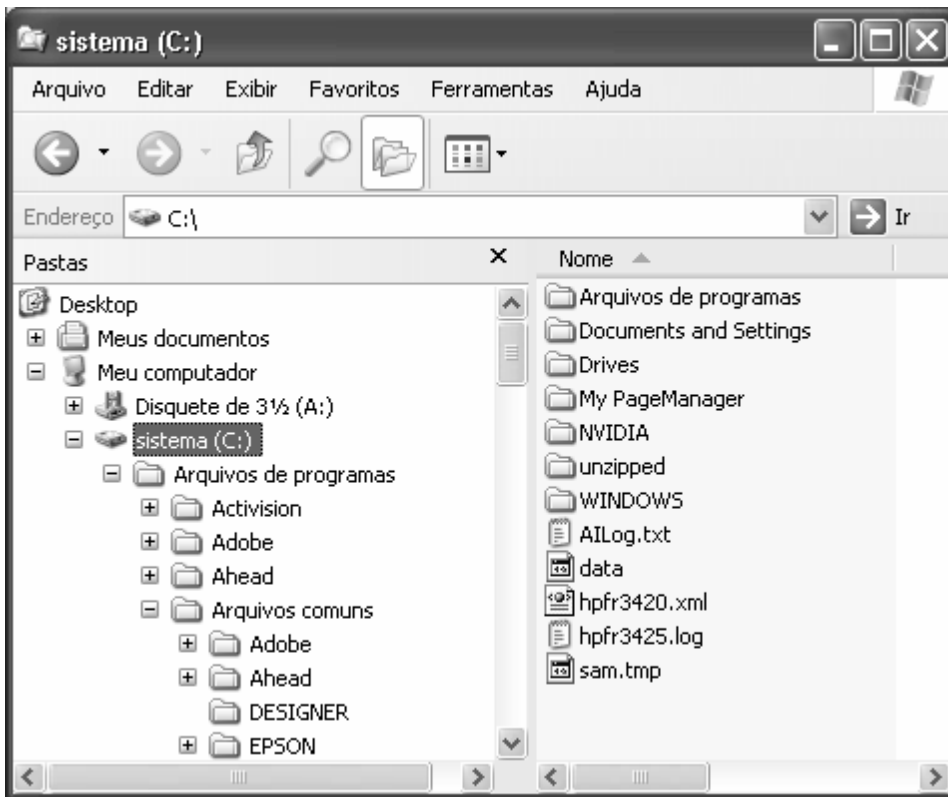 sistema (C:)
Arquivo Editar Exibir Favoritos Ferramentas Ajuda
Endereço C:\ Ir
Pastas
Desktop
Meus documentos
Meu computador
Disquete de 3½ (A:)
sistema (C:)
Arquivos de programas
Activision
Adobe
Ahead
Arquivos comuns
Adobe
Ahead
DESIGNER
EPSON
Nome
Arquivos de programas
Documents and Settings
Drives
My PageManager
NVIDIA
unzipped
WINDOWS
AILog.txt
data
hpfr3420.xml
hpfr3425.log
sam.tmp